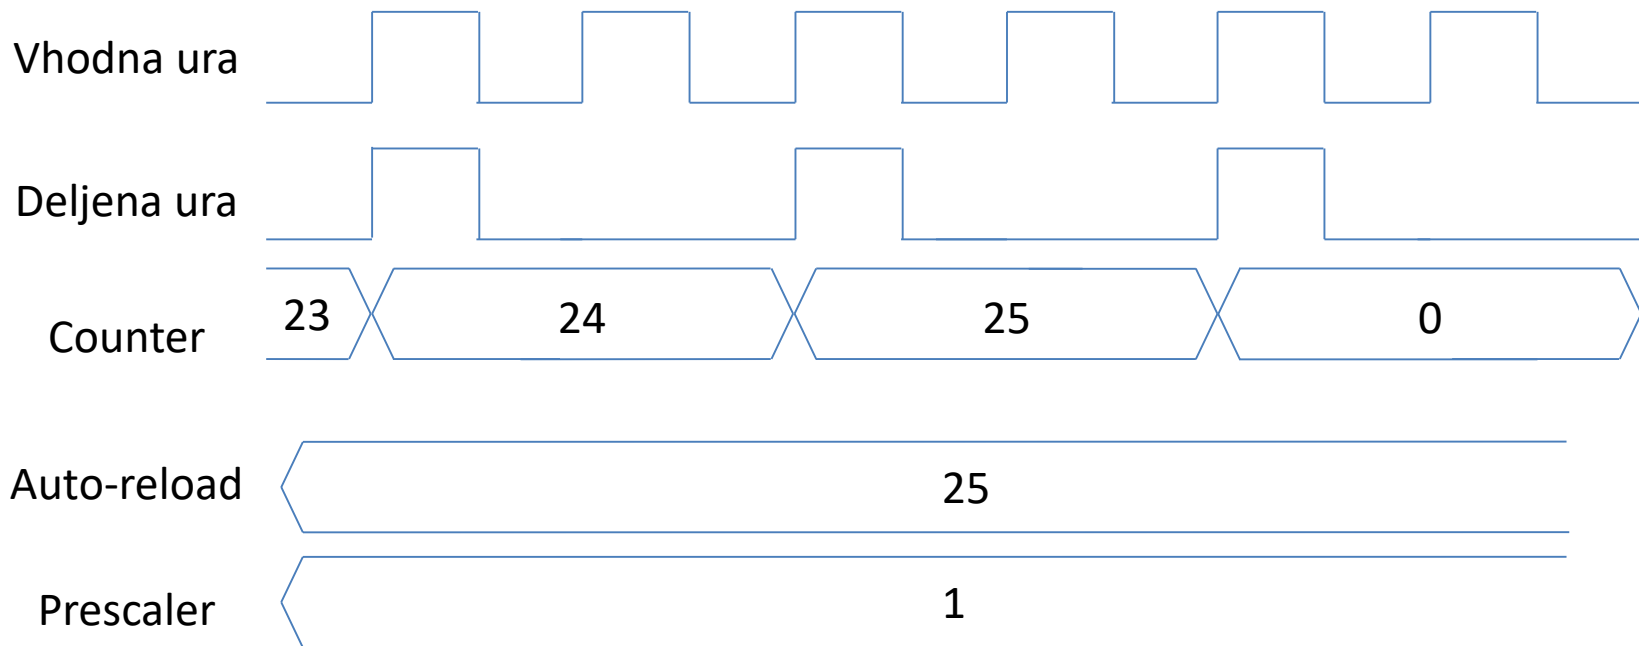 Vhodna ura
Deljena ura
Counter 23 24 25 0
Auto-reload 25
Prescaler 1